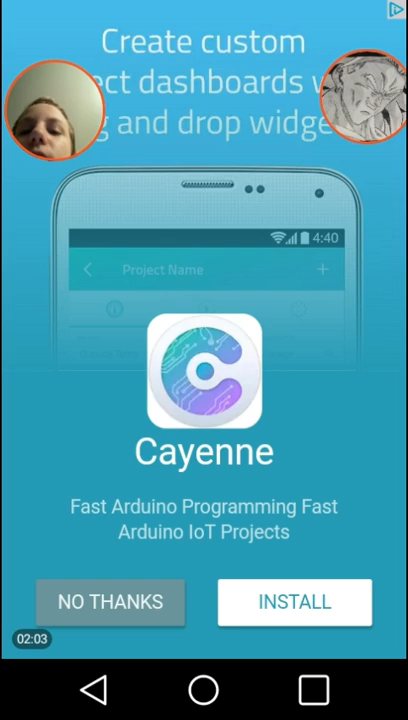 Create custom
ect dashboards w
g and drop widge
4:40
Project Name
Cayenne
Fast Arduino Programming Fast
Arduino IoT Projects
NO THANKS
INSTALL
02:03